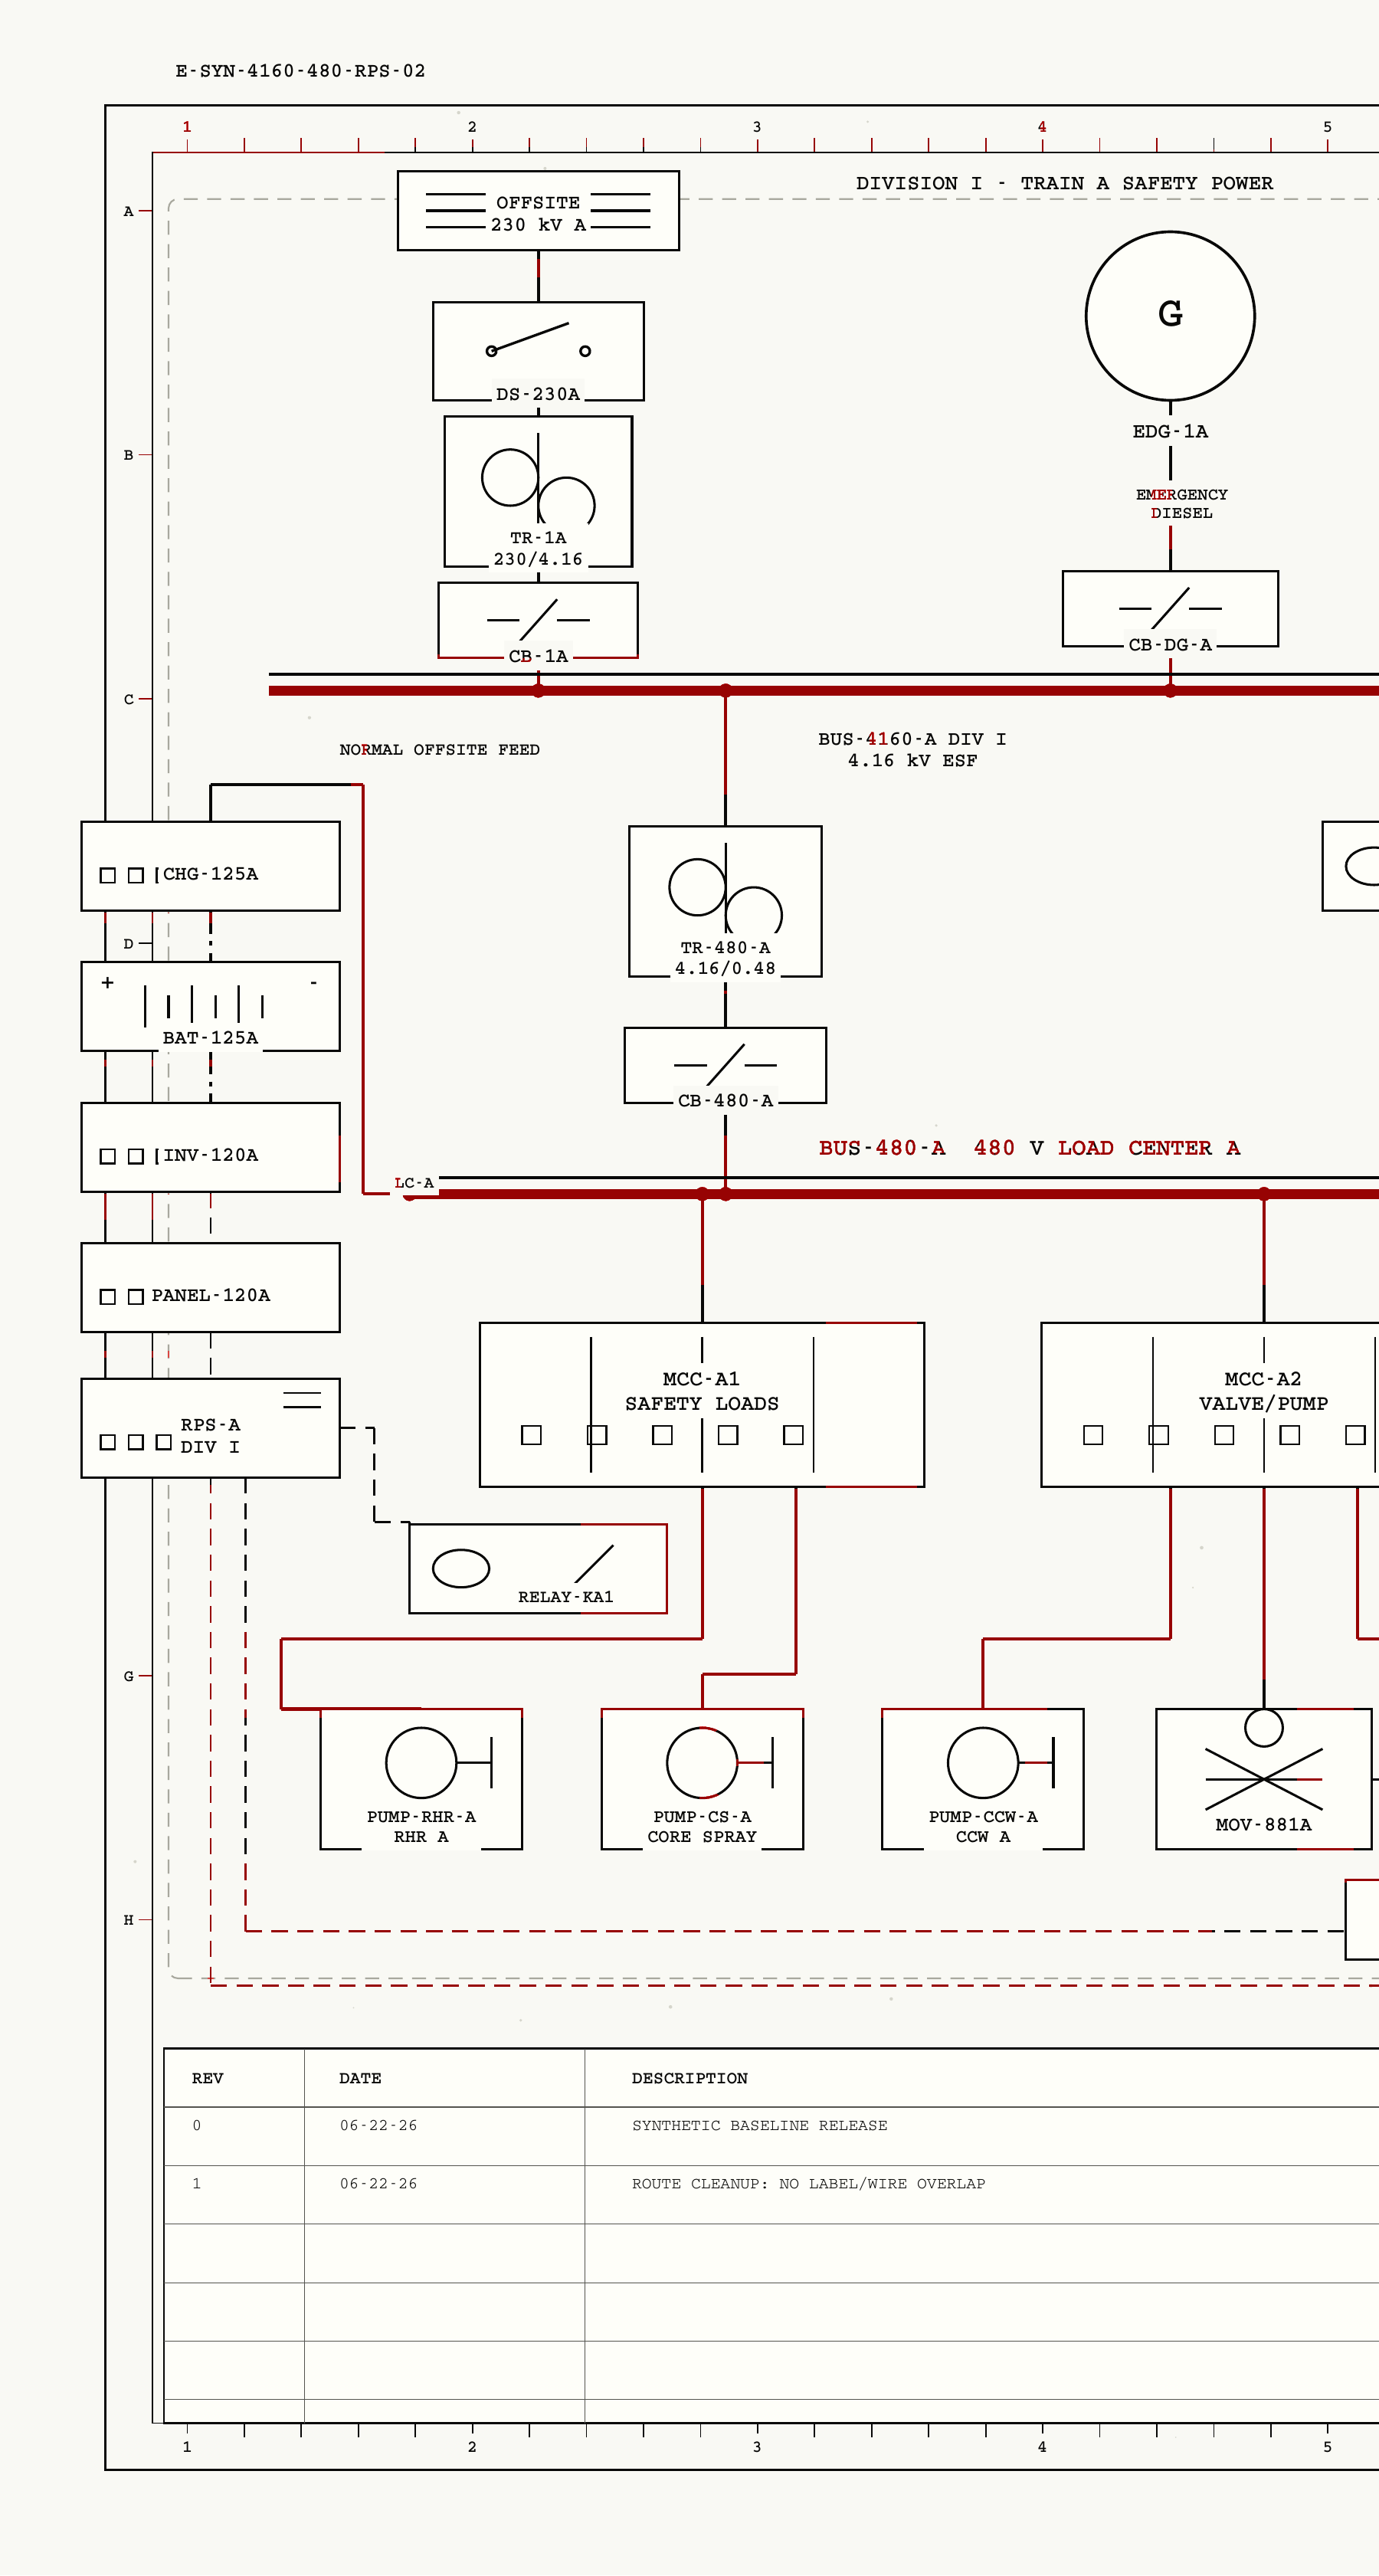 E-SYN-4160-480-RPS-02
1 2 3 4 5
DIVISION I - TRAIN A SAFETY POWER
A
OFFSITE
230 kV A
G
DS-230A
EDG-1A
B
EMERGENCY
DIESEL
TR-1A
230/4.16
CB-DG-A
CB-1A
C
BUS-4160-A DIV I
4.16 kV ESF
NORMAL OFFSITE FEED
CHG-125A
D
TR-480-A
4.16/0.48
+ -
BAT-125A
CB-480-A
BUS-480-A 480 V LOAD CENTER A
INV-120A
LC-A
PANEL-120A
MCC-A1
SAFETY LOADS
MCC-A2
VALVE/PUMP
RPS-A
DIV I
RELAY-KA1
G
PUMP-RHR-A
RHR A
PUMP-CS-A
CORE SPRAY
PUMP-CCW-A
CCW A
MOV-881A
H
REV DATE DESCRIPTION
0 06-22-26 SYNTHETIC BASELINE RELEASE
1 06-22-26 ROUTE CLEANUP: NO LABEL/WIRE OVERLAP
1 2 3 4 5